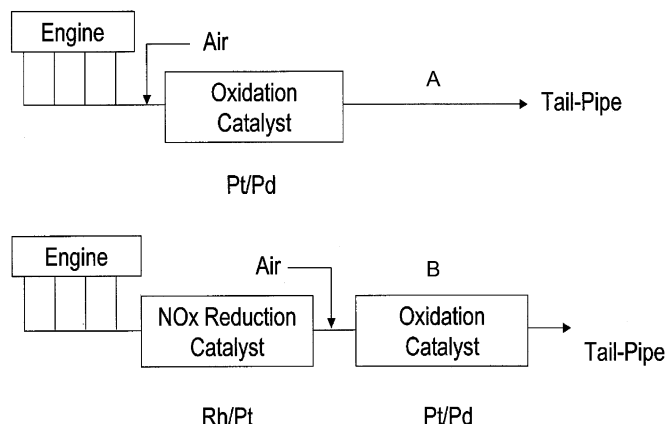 Engine
Air
Oxidation
Catalyst
A
Tail-Pipe
Pt/Pd
Engine
Air
B
NOx Reduction
Catalyst
Oxidation
Catalyst
Tail-Pipe
Rh/Pt
Pt/Pd